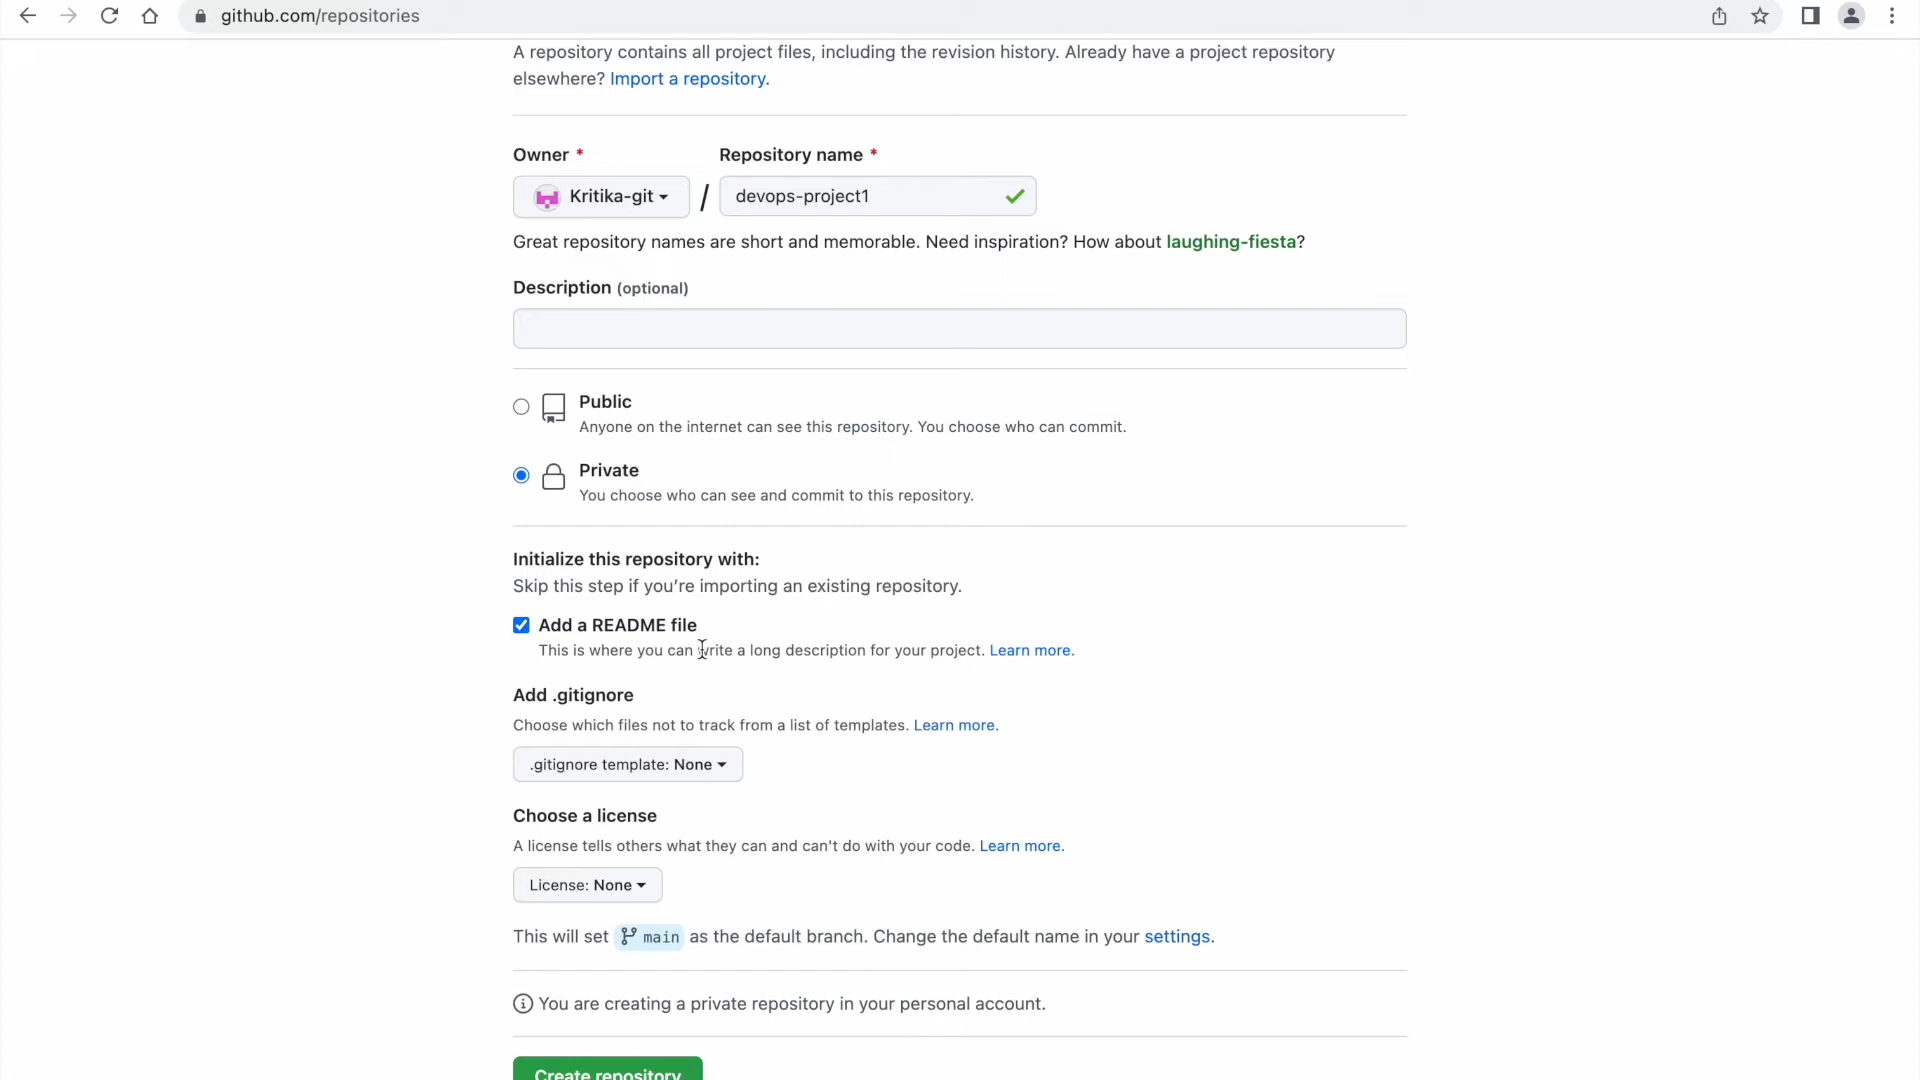 github.com/repositories
A repository contains all project files, including the revision history. Already have a project repository
elsewhere? Import a repository.
Owner * Repository name *
Kritika-git / devops-project1
Great repository names are short and memorable. Need inspiration? How about laughing-fiesta?
Description (optional)
Public
Anyone on the internet can see this repository. You choose who can commit.
Private
You choose who can see and commit to this repository.
Initialize this repository with:
Skip this step if you’re importing an existing repository.
Add a README file
This is where you can write a long description for your project. Learn more.
Add .gitignore
Choose which files not to track from a list of templates. Learn more.
.gitignore template: None
Choose a license
A license tells others what they can and can't do with your code. Learn more.
License: None
This will set main as the default branch. Change the default name in your settings.
You are creating a private repository in your personal account.
Create repository